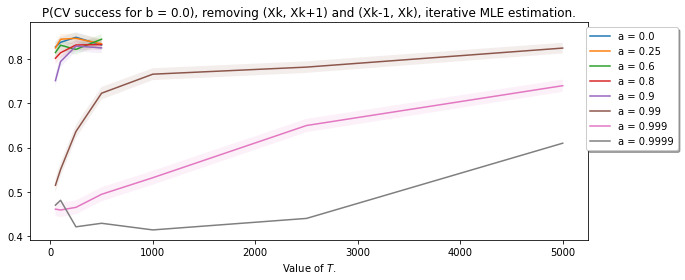 P(CV success for b = 0.0), removing (Xk, Xk+1) and (Xk-1, Xk), iterative MLE estimation.
a = 0.0
a = 0.25
a = 0.6
a = 0.8
a = 0.9
a = 0.99
a = 0.999
a = 0.9999
0.8
0.7
0.6
0.5
0.4
0 1000 2000 3000 4000 5000
Value of T.